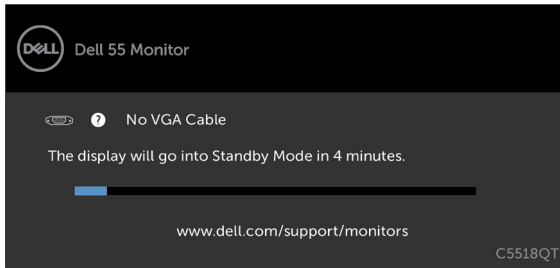 DELL Dell 55 Monitor
? No VGA Cable
The display will go into Standby Mode in 4 minutes.
www.dell.com/support/monitors
C5518QT